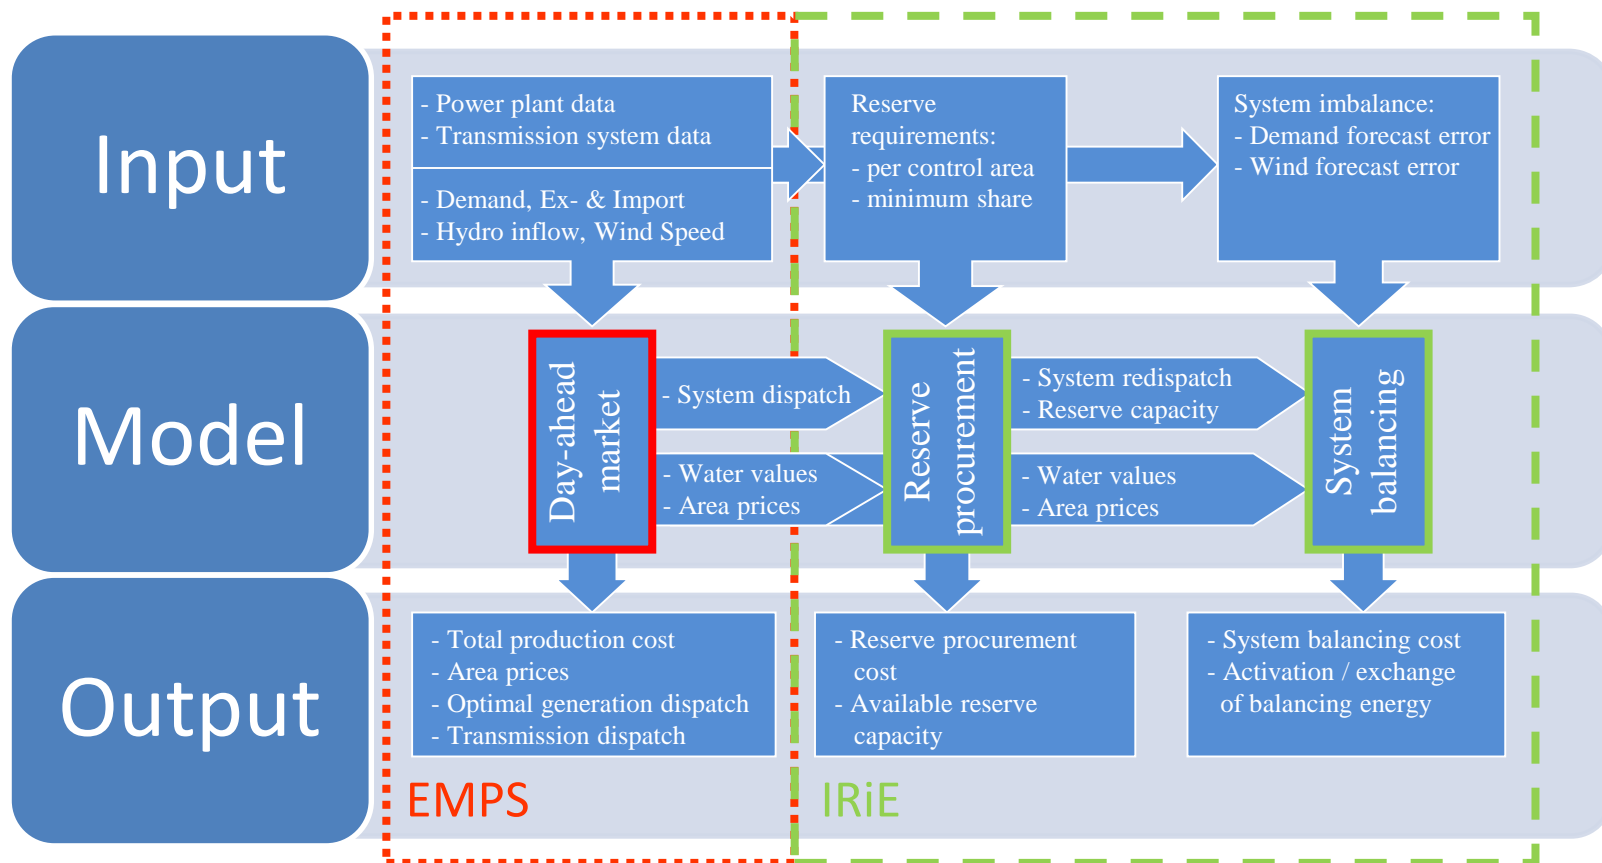 Input
- Power plant data
- Transmission system data
- Demand, Ex- & Import
- Hydro inflow, Wind Speed
Reserve
requirements:
- per control area
- minimum share
System imbalance:
- Demand forecast error
- Wind forecast error
Model
Day-ahead
market
- System dispatch
- Water values
- Area prices
Reserve
procurement
- System redispatch
- Reserve capacity
- Water values
- Area prices
System
balancing
Output
- Total production cost
- Area prices
- Optimal generation dispatch
- Transmission dispatch
- Reserve procurement
cost
- Available reserve
capacity
- System balancing cost
- Activation / exchange
of balancing energy
EMPS
IRiE